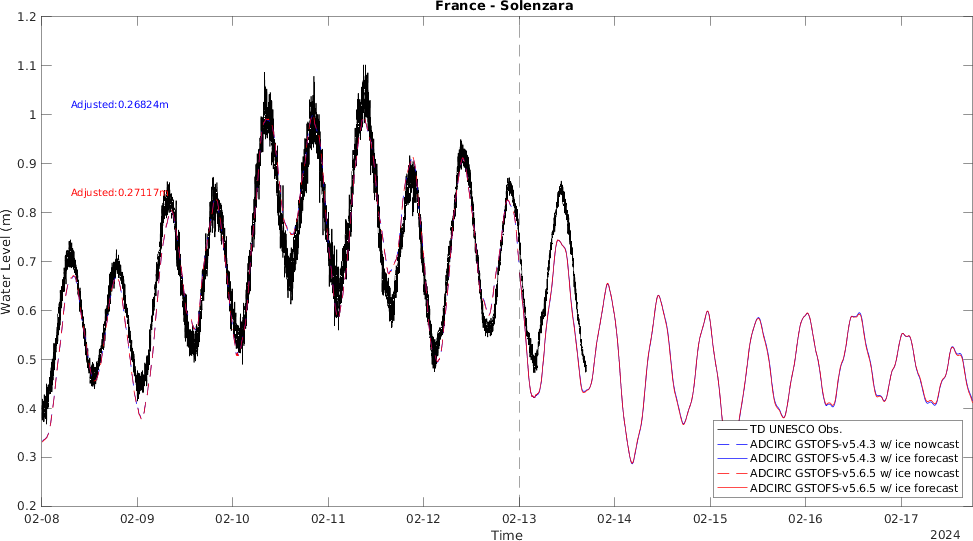 France - Solenzara
1.2
1.1
1
0.9
0.8
0.7
0.6
0.5
0.4
0.3
0.2
Water Level (m)
Adjusted:0.26824m
Adjusted:0.27117m
TD UNESCO Obs.
ADCIRC GSTOFS-v5.4.3 w/ ice nowcast
ADCIRC GSTOFS-v5.4.3 w/ ice forecast
ADCIRC GSTOFS-v5.6.5 w/ ice nowcast
ADCIRC GSTOFS-v5.6.5 w/ ice forecast
02-08 02-09 02-10 02-11 02-12 02-13 02-14 02-15 02-16 02-17
Time
2024